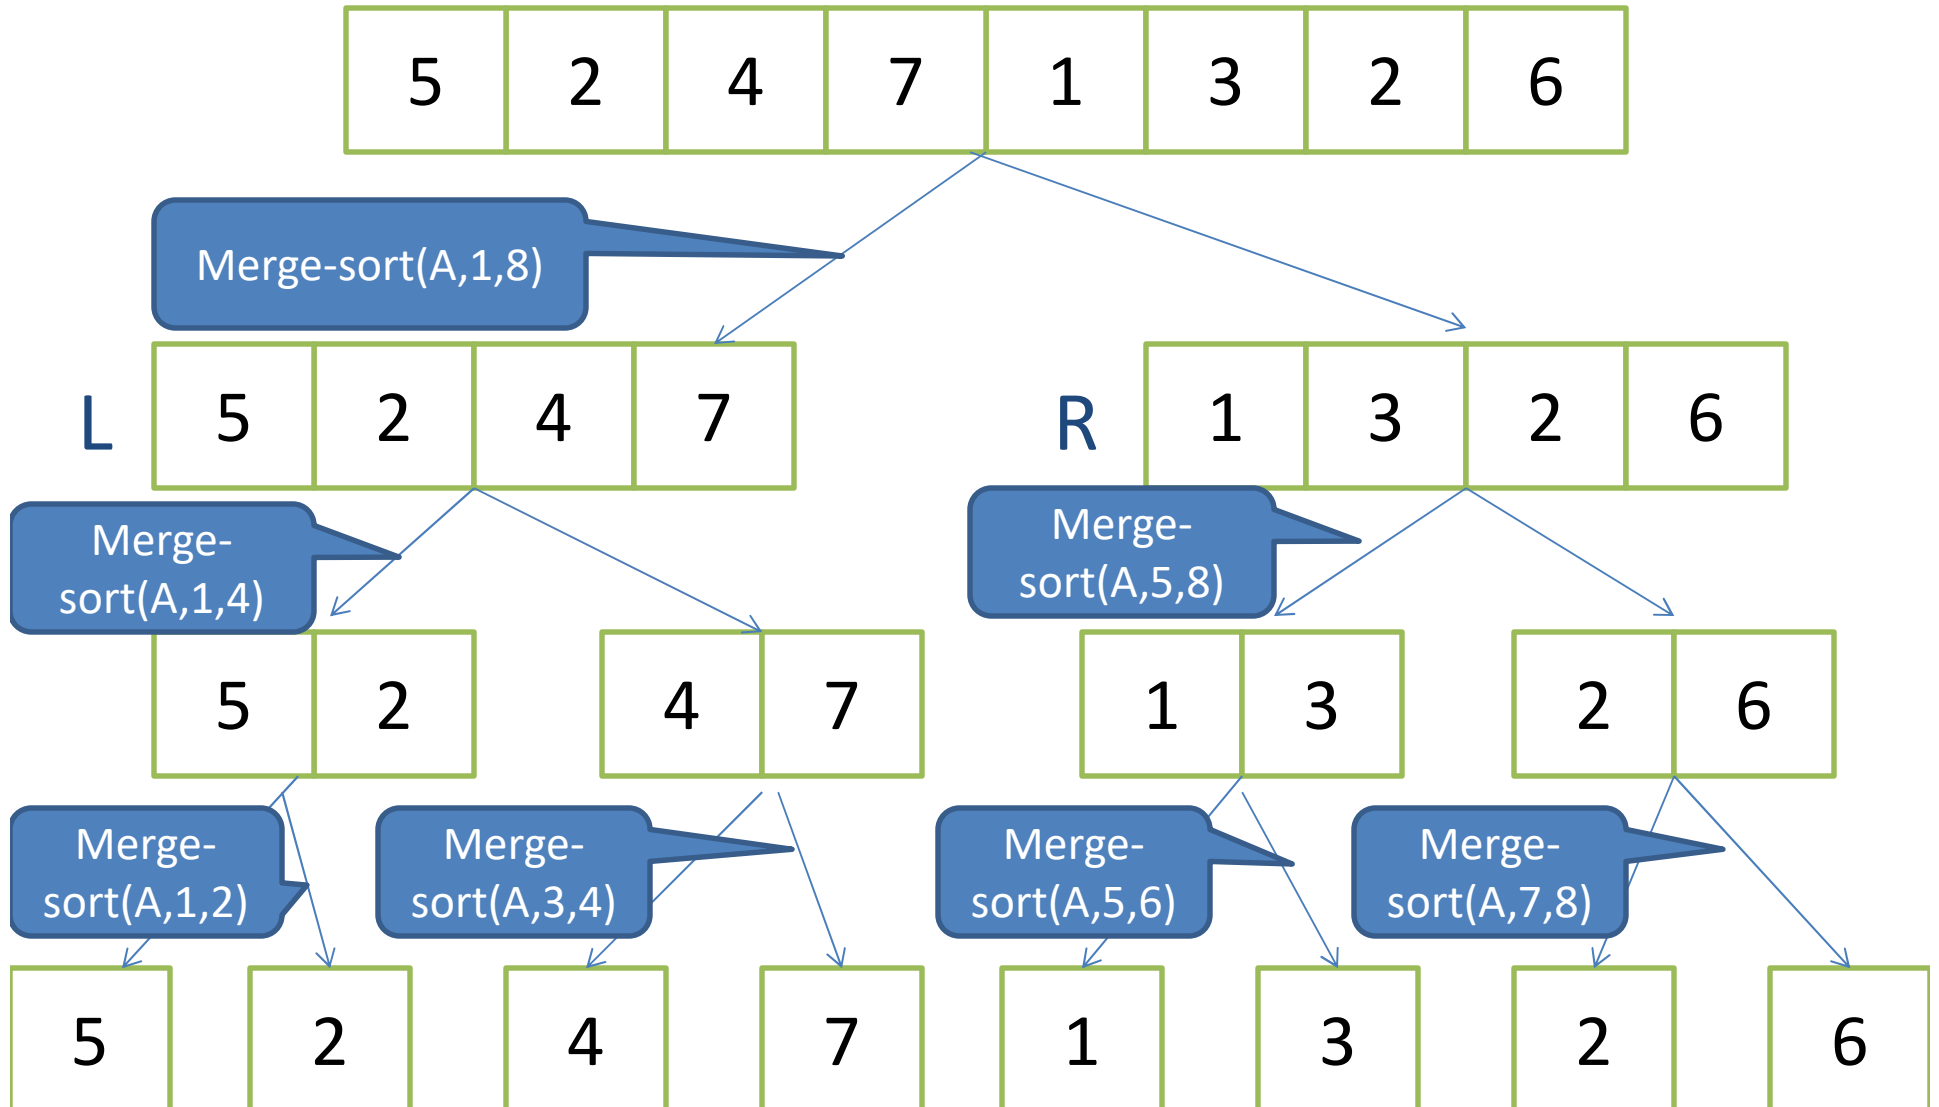 5 2 4 7 1 3 2 6
Merge-sort(A,1,8)
L 5 2 4 7 R 1 3 2 6
Merge-
sort(A,1,4)
Merge-
sort(A,5,8)
5 2 4 7 1 3 2 6
Merge-
sort(A,1,2)
Merge-
sort(A,3,4)
Merge-
sort(A,5,6)
Merge-
sort(A,7,8)
5 2 4 7 1 3 2 6